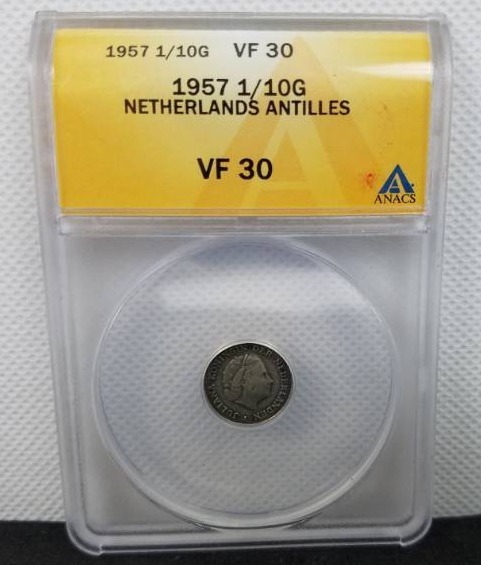 1957 1/10G VF 30
1957 1/10G
NETHERLANDS ANTILLES
VF 30
ANACS
JULIANA KONINGIN DER NEDERLANDEN